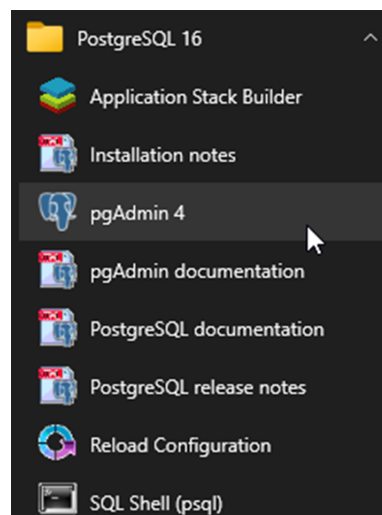 PostgreSQL 16
Application Stack Builder
Installation notes
pgAdmin 4
pgAdmin documentation
PostgreSQL documentation
PostgreSQL release notes
Reload Configuration
SQL Shell (psql)